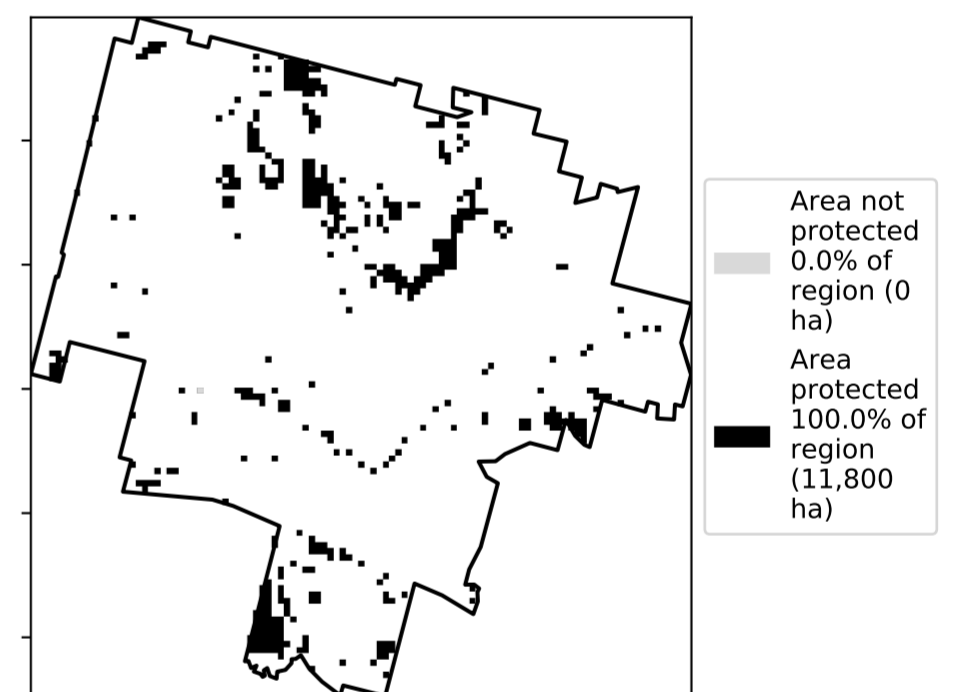 Area not
protected
0.0% of
region (0
ha)
Area
protected
100.0% of
region
(11,800
ha)